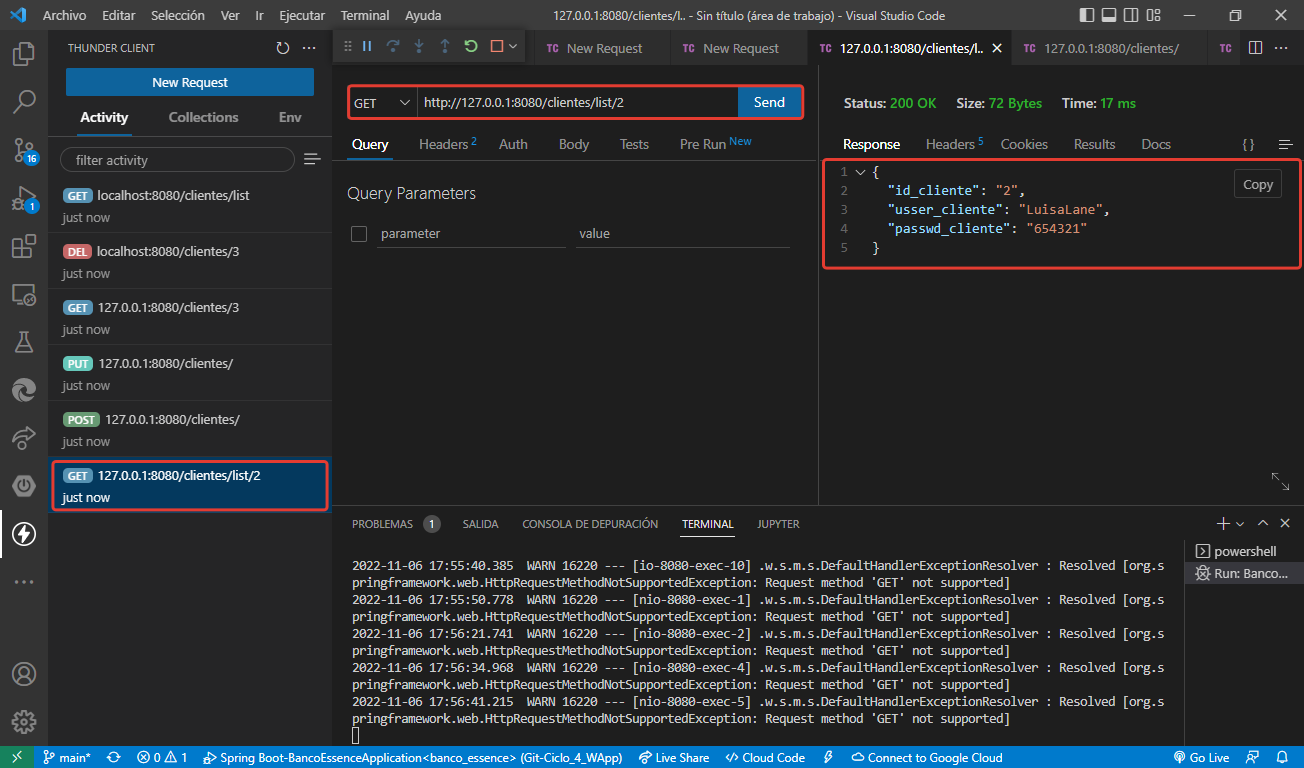 Archivo Editar Selección Ver Ir Ejecutar Terminal Ayuda 127.0.0.1:8080/clientes/l.. - Sin título (área de trabajo) - Visual Studio Code
THUNDER CLIENT
New Request
Activity Collections Env
filter activity
GET localhost:8080/clientes/list
just now
DEL localhost:8080/clientes/3
just now
GET 127.0.0.1:8080/clientes/3
just now
PUT 127.0.0.1:8080/clientes/
just now
POST 127.0.0.1:8080/clientes/
just now
GET 127.0.0.1:8080/clientes/list/2
just now
16
1
TC New Request TC New Request TC 127.0.0.1:8080/clientes/l.. TC 127.0.0.1:8080/clientes/ TC
GET http://127.0.0.1:8080/clientes/list/2 Send
Query Headers 2 Auth Body Tests Pre Run New
Query Parameters
parameter value
Status: 200 OK Size: 72 Bytes Time: 17 ms
Response Headers 5 Cookies Results Docs {}
Copy
1 {
2 "id_cliente": "2",
3 "usser_cliente": "LuisaLane",
4 "passwd_cliente": "654321"
5 }
PROBLEMAS 1 SALIDA CONSOLA DE DEPURACIÓN TERMINAL JUPYTER
powershell
Run: Banco...
2022-11-06 17:55:40.385 WARN 16220 --- [io-8080-exec-10] .w.s.m.s.DefaultHandlerExceptionResolver : Resolved [org.s
pringframework.web.HttpRequestMethodNotSupportedException: Request method 'GET' not supported]
2022-11-06 17:55:50.778 WARN 16220 --- [nio-8080-exec-1] .w.s.m.s.DefaultHandlerExceptionResolver : Resolved [org.s
pringframework.web.HttpRequestMethodNotSupportedException: Request method 'GET' not supported]
2022-11-06 17:56:21.741 WARN 16220 --- [nio-8080-exec-2] .w.s.m.s.DefaultHandlerExceptionResolver : Resolved [org.s
pringframework.web.HttpRequestMethodNotSupportedException: Request method 'GET' not supported]
2022-11-06 17:56:34.968 WARN 16220 --- [nio-8080-exec-4] .w.s.m.s.DefaultHandlerExceptionResolver : Resolved [org.s
pringframework.web.HttpRequestMethodNotSupportedException: Request method 'GET' not supported]
2022-11-06 17:56:41.215 WARN 16220 --- [nio-8080-exec-5] .w.s.m.s.DefaultHandlerExceptionResolver : Resolved [org.s
pringframework.web.HttpRequestMethodNotSupportedException: Request method 'GET' not supported]
main* 0 1 Spring Boot-BancoEssenceApplication<banco_essence> (Git-Ciclo_4_WApp) Live Share Cloud Code Connect to Google Cloud Go Live